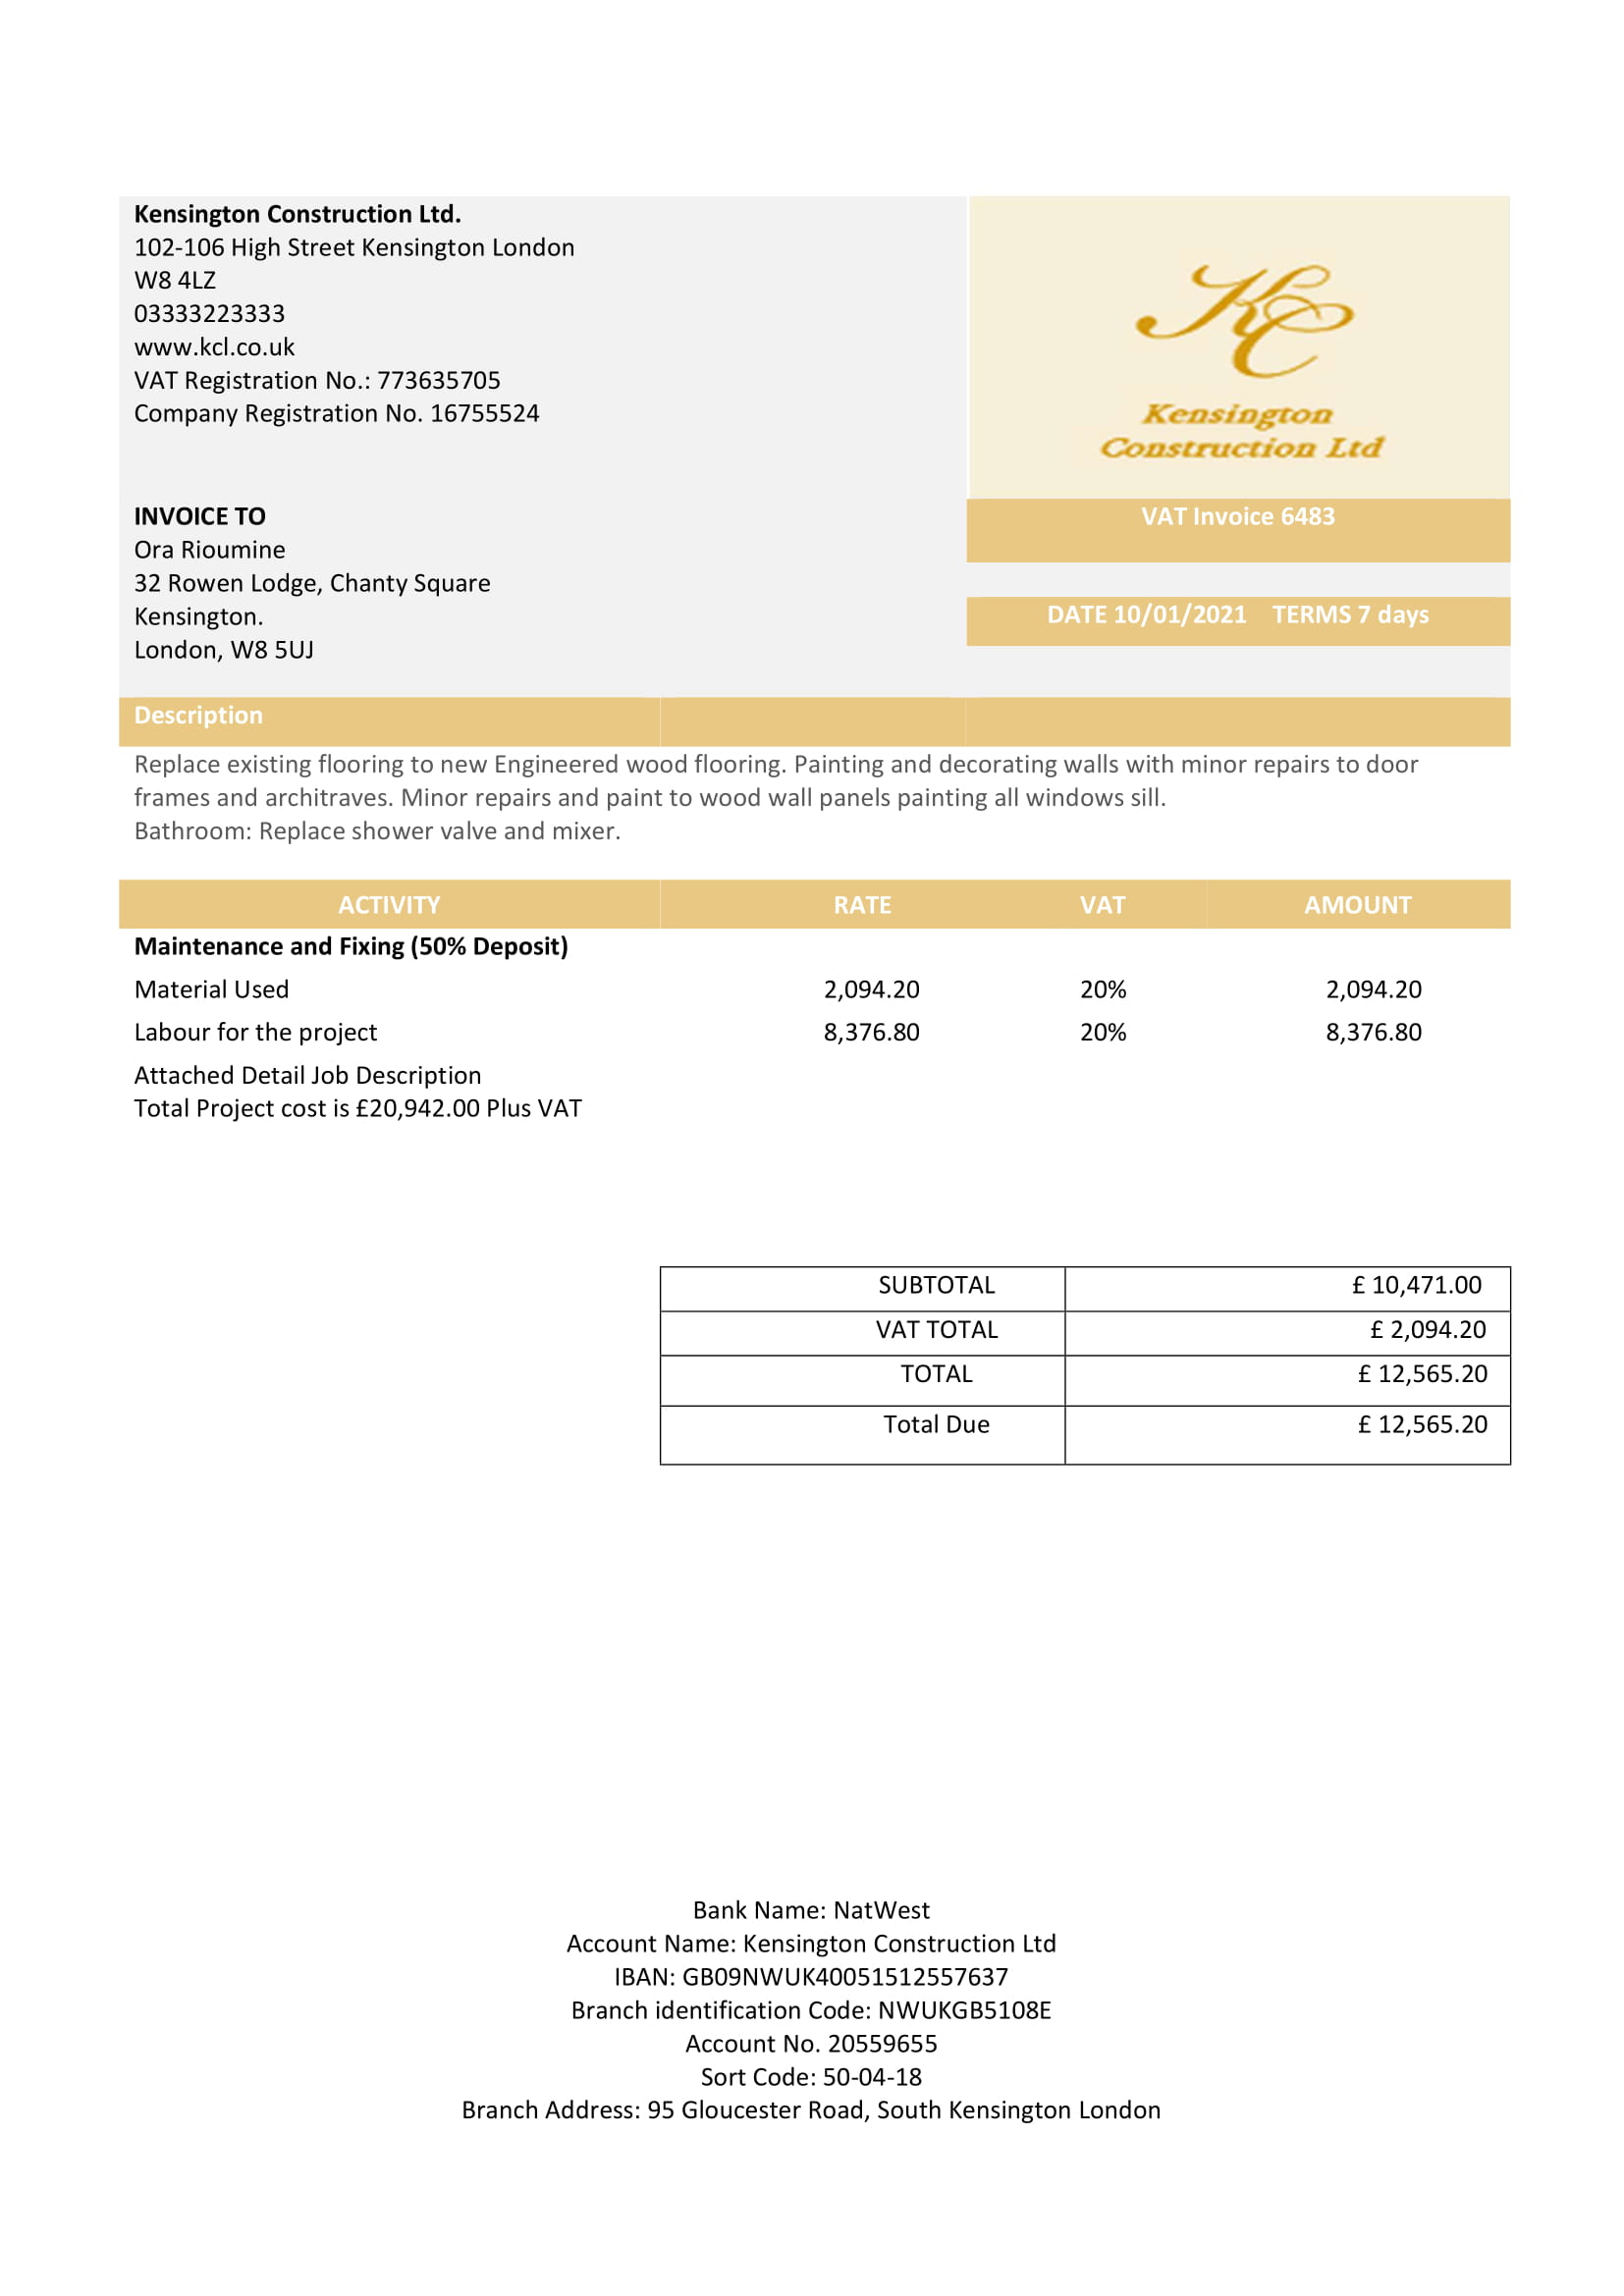 Kensington Construction Ltd.
102-106 High Street Kensington London
W8 4LZ
03333223333
www.kcl.co.uk
VAT Registration No.: 773635705
Company Registration No. 16755524
KC
Kensington
Construction Ltd
INVOICE TO
Ora Rioumine
32 Rowen Lodge, Chanty Square
Kensington.
London, W8 5UJ
VAT Invoice 6483
DATE 10/01/2021 TERMS 7 days
Description
Replace existing flooring to new Engineered wood flooring. Painting and decorating walls with minor repairs to door
frames and architraves. Minor repairs and paint to wood wall panels painting all windows sill.
Bathroom: Replace shower valve and mixer.
ACTIVITY RATE VAT AMOUNT
Maintenance and Fixing (50% Deposit)
Material Used 2,094.20 20% 2,094.20
Labour for the project 8,376.80 20% 8,376.80
Attached Detail Job Description
Total Project cost is £20,942.00 Plus VAT
SUBTOTAL £ 10,471.00
VAT TOTAL £ 2,094.20
TOTAL £ 12,565.20
Total Due £ 12,565.20
Bank Name: NatWest
Account Name: Kensington Construction Ltd
IBAN: GB09NWUK40051512557637
Branch identification Code: NWUKGB5108E
Account No. 20559655
Sort Code: 50-04-18
Branch Address: 95 Gloucester Road, South Kensington London